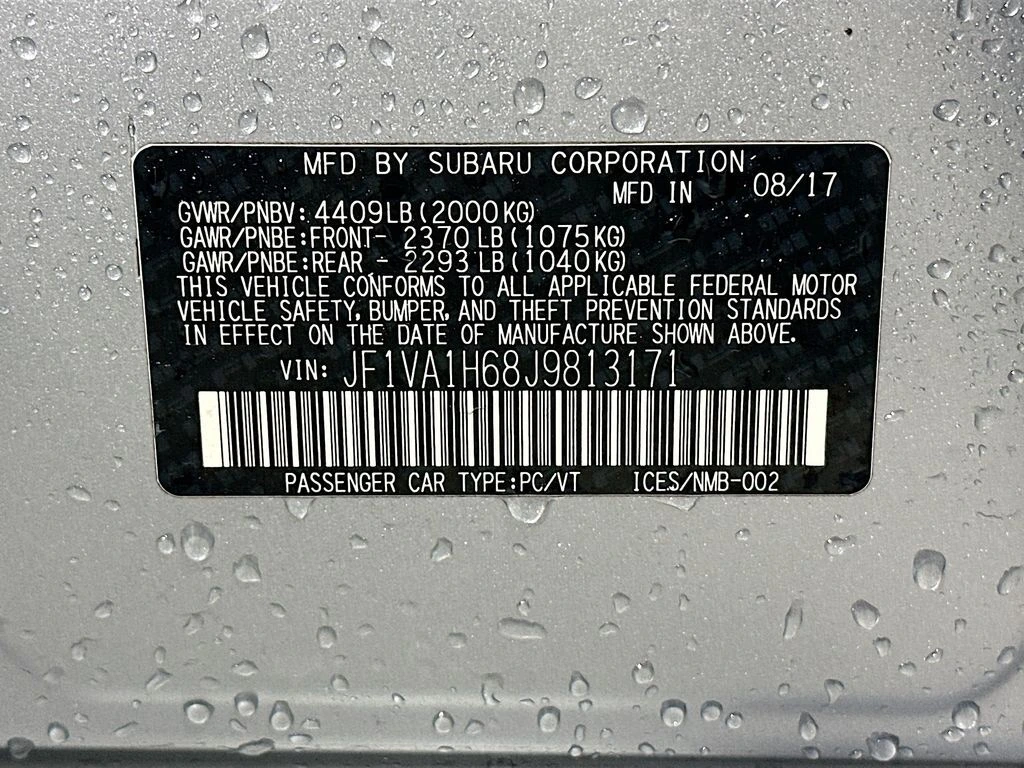 MFD BY SUBARU CORPORATION
MFD IN 08/17
GVWR/PNBV: 4409LB(2000KG)
GAWR/PNBE:FRONT- 2370LB(1075KG)
GAWR/PNBE:REAR - 2293LB(1040KG)
THIS VEHICLE CONFORMS TO ALL APPLICABLE FEDERAL MOTOR
VEHICLE SAFETY, BUMPER, AND THEFT PREVENTION STANDARDS
IN EFFECT ON THE DATE OF MANUFACTURE SHOWN ABOVE.
VIN: JF1VA1H68J9813171
PASSENGER CAR TYPE:PC/VT ICES/NMB-002